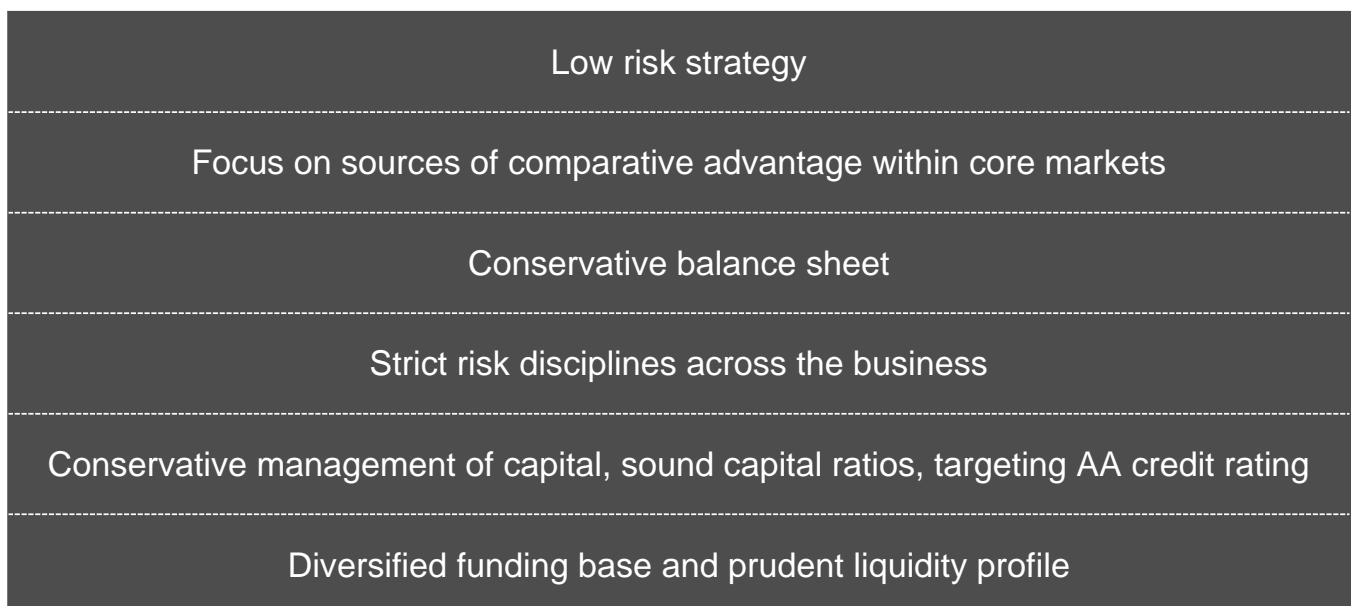 Low risk strategy
Focus on sources of comparative advantage within core markets
Conservative balance sheet
Strict risk disciplines across the business
Conservative management of capital, sound capital ratios, targeting AA credit rating
Diversified funding base and prudent liquidity profile